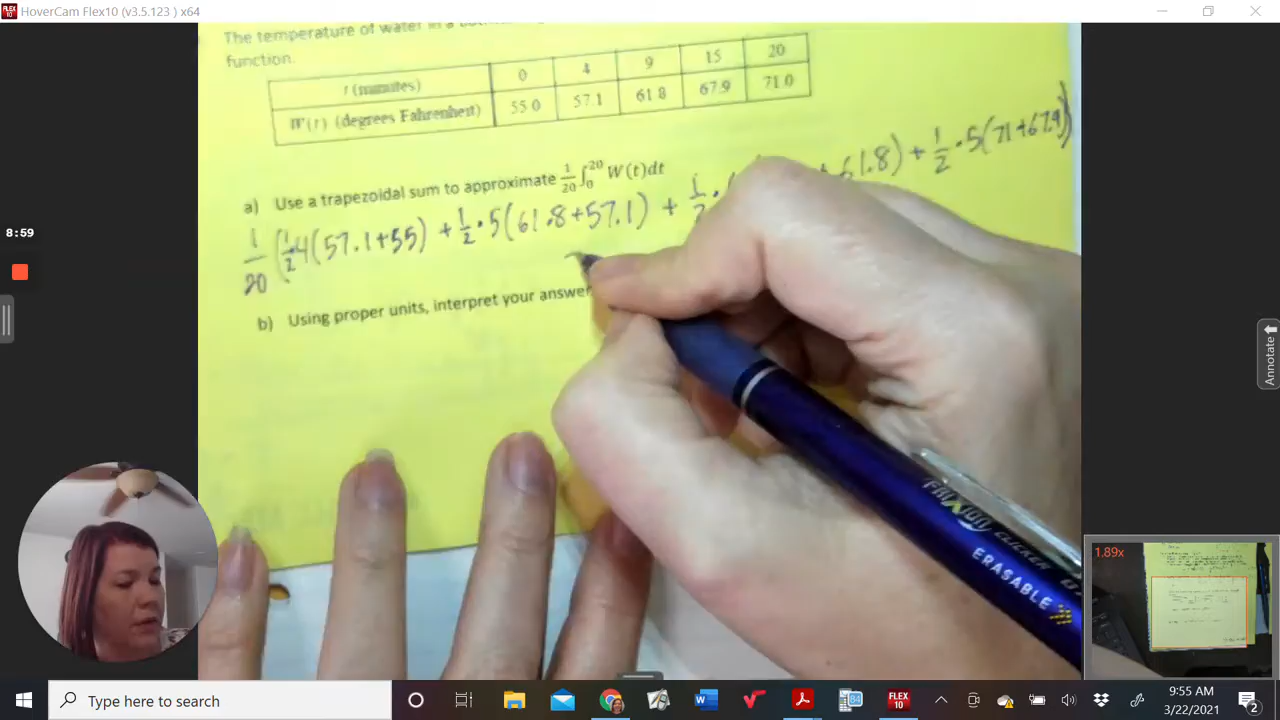 HoverCam Flex10 (v3.5.123) x64
The temperature of water in a
function.
t (minutes) 0 4 9 15 20
W(t) (degrees Fahrenheit) 55.0 57.1 61.8 67.9 71.0
a) Use a trapezoidal sum to approximate 1/20 ∫₀²⁰ W(t)dt
1/20 (1/2·4(57.1+55) + 1/2·5(61.8+57.1) + 1/2· 61.8) + 1/2·5(71+67.9))
b) Using proper units, interpret your answer
8:59
Annotate
FriXion CLICKER
ERASABLE
1.89x
Type here to search
FLEX 10
9:55 AM
3/22/2021
2